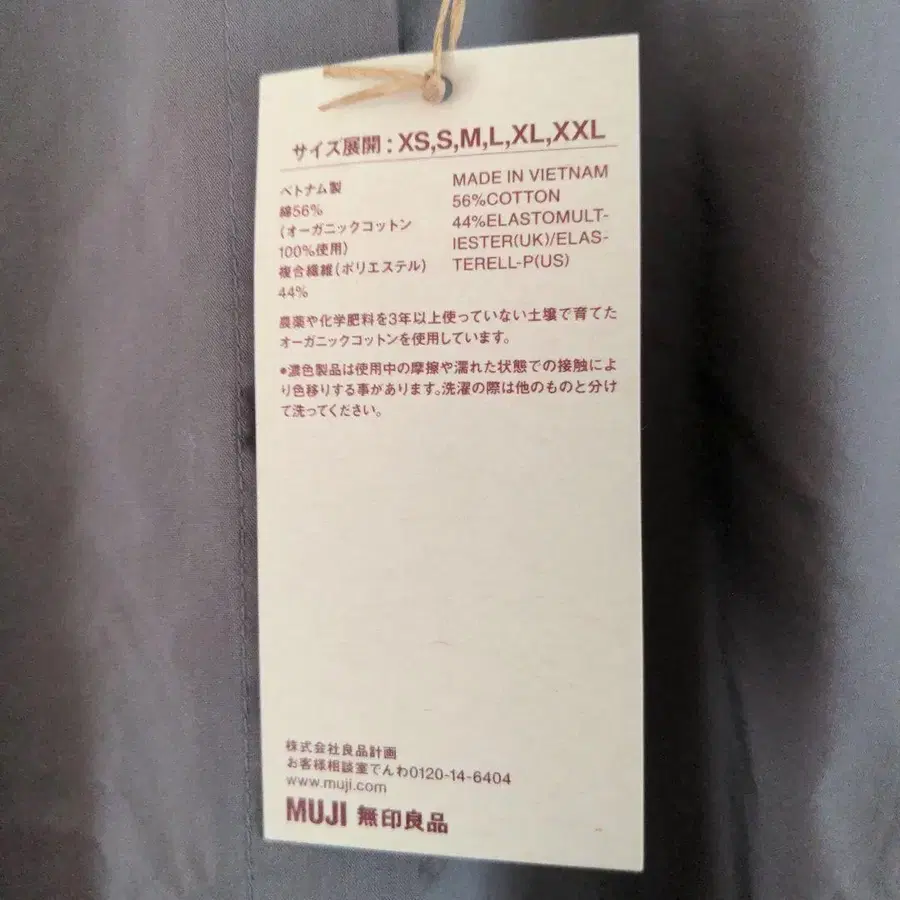 サイズ展開：XS,S,M,L,XL,XXL
ベトナム製
綿56%
(オーガニックコットン
100%使用)
複合繊維(ポリエステル)
44%
MADE IN VIETNAM
56%COTTON
44%ELASTOMULT-
IESTER(UK)/ELAS-
TERELL-P(US)
農薬や化学肥料を3年以上使っていない土壌で育てた
オーガニックコットンを使用しています。
●濃色製品は使用中の摩擦や濡れた状態での接触によ
り色移りする事があります。洗濯の際は他のものと分け
て洗ってください。
株式会社良品計画
お客様相談室でんわ0120-14-6404
www.muji.com
MUJI 無印良品